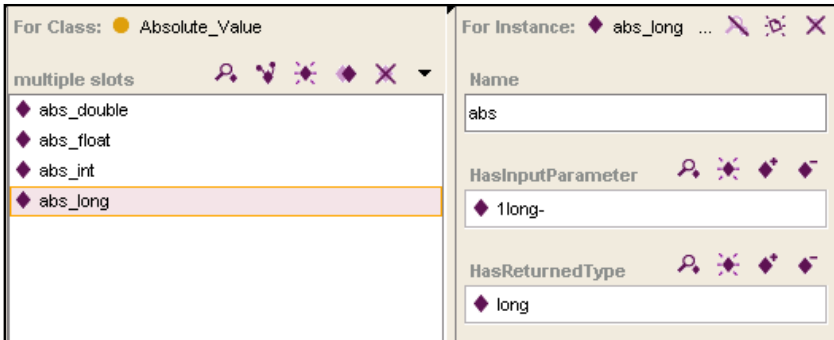 For Class: Absolute_Value
multiple slots
abs_double
abs_float
abs_int
abs_long
For Instance: abs_long ...
Name
abs
HasInputParameter
1long-
HasReturnedType
long